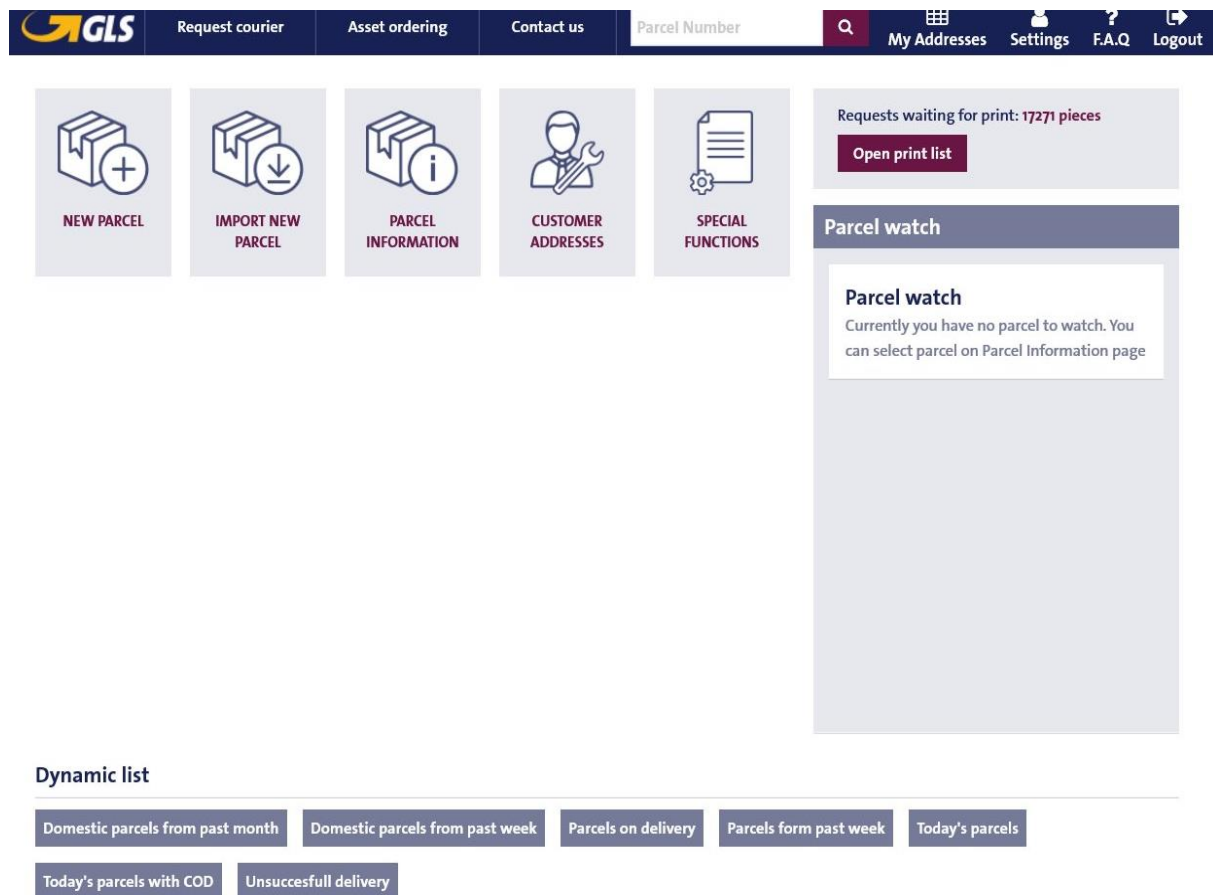 GLS
Request courier
Asset ordering
Contact us
Parcel Number
My Addresses
Settings
F.A.Q
Logout
NEW PARCEL
IMPORT NEW
PARCEL
PARCEL
INFORMATION
CUSTOMER
ADDRESSES
SPECIAL
FUNCTIONS
Requests waiting for print: 17271 pieces
Open print list
Parcel watch
Parcel watch
Currently you have no parcel to watch. You
can select parcel on Parcel Information page
Dynamic list
Domestic parcels from past month
Domestic parcels from past week
Parcels on delivery
Parcels form past week
Today's parcels
Today's parcels with COD
Unsuccesfull delivery